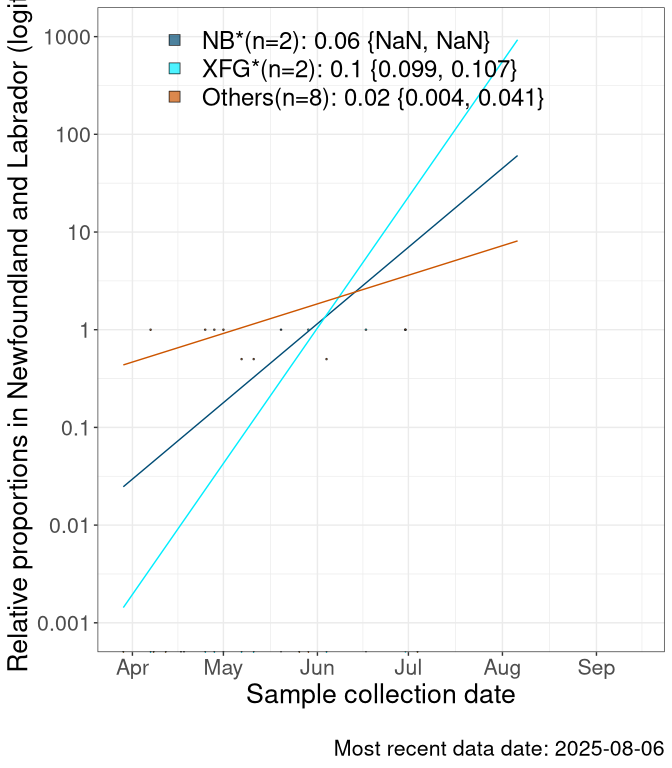 Relative proportions in Newfoundland and Labrador (logit
1000
100
10
1
0.1
0.01
0.001
NB*(n=2): 0.06 {NaN, NaN}
XFG*(n=2): 0.1 {0.099, 0.107}
Others(n=8): 0.02 {0.004, 0.041}
Apr May Jun Jul Aug Sep
Sample collection date
Most recent data date: 2025-08-06